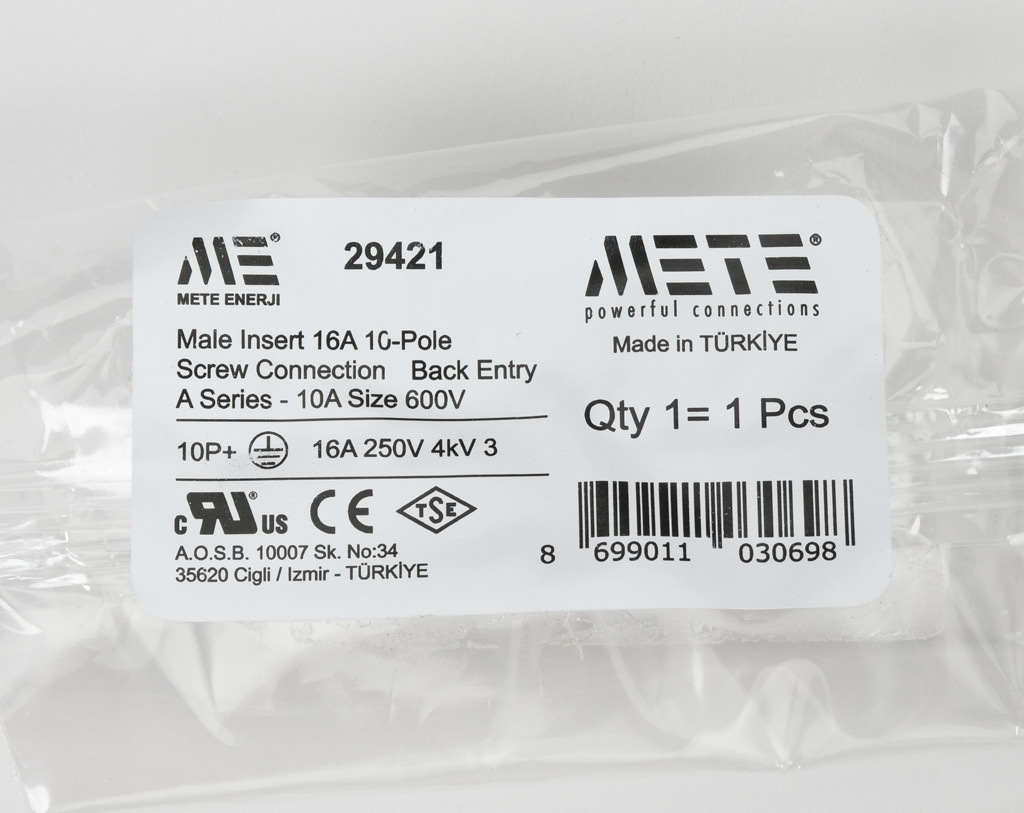 ME® 29421
METE ENERJI
Male Insert 16A 10-Pole
Screw Connection Back Entry
A Series - 10A Size 600V
10P+ 16A 250V 4kV 3
c RU® US CE TSE
A.O.S.B. 10007 Sk. No:34
35620 Cigli / Izmir - TÜRKİYE
METE®
powerful connections
Made in TÜRKİYE
Qty 1= 1 Pcs
8 699011 030698